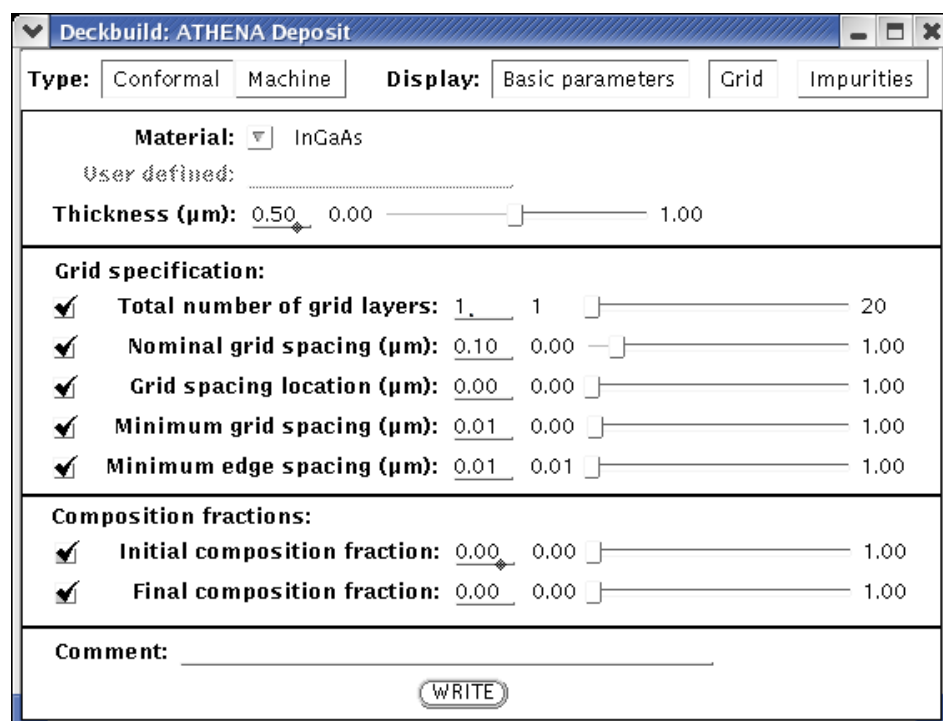 Deckbuild: ATHENA Deposit
Type: Conformal Machine Display: Basic parameters Grid Impurities
Material: InGaAs
User defined:
Thickness (µm): 0.50 0.00 1.00
Grid specification:
Total number of grid layers: 1 1 20
Nominal grid spacing (µm): 0.10 0.00 1.00
Grid spacing location (µm): 0.00 0.00 1.00
Minimum grid spacing (µm): 0.01 0.00 1.00
Minimum edge spacing (µm): 0.01 0.01 1.00
Composition fractions:
Initial composition fraction: 0.00 0.00 1.00
Final composition fraction: 0.00 0.00 1.00
Comment:
WRITE